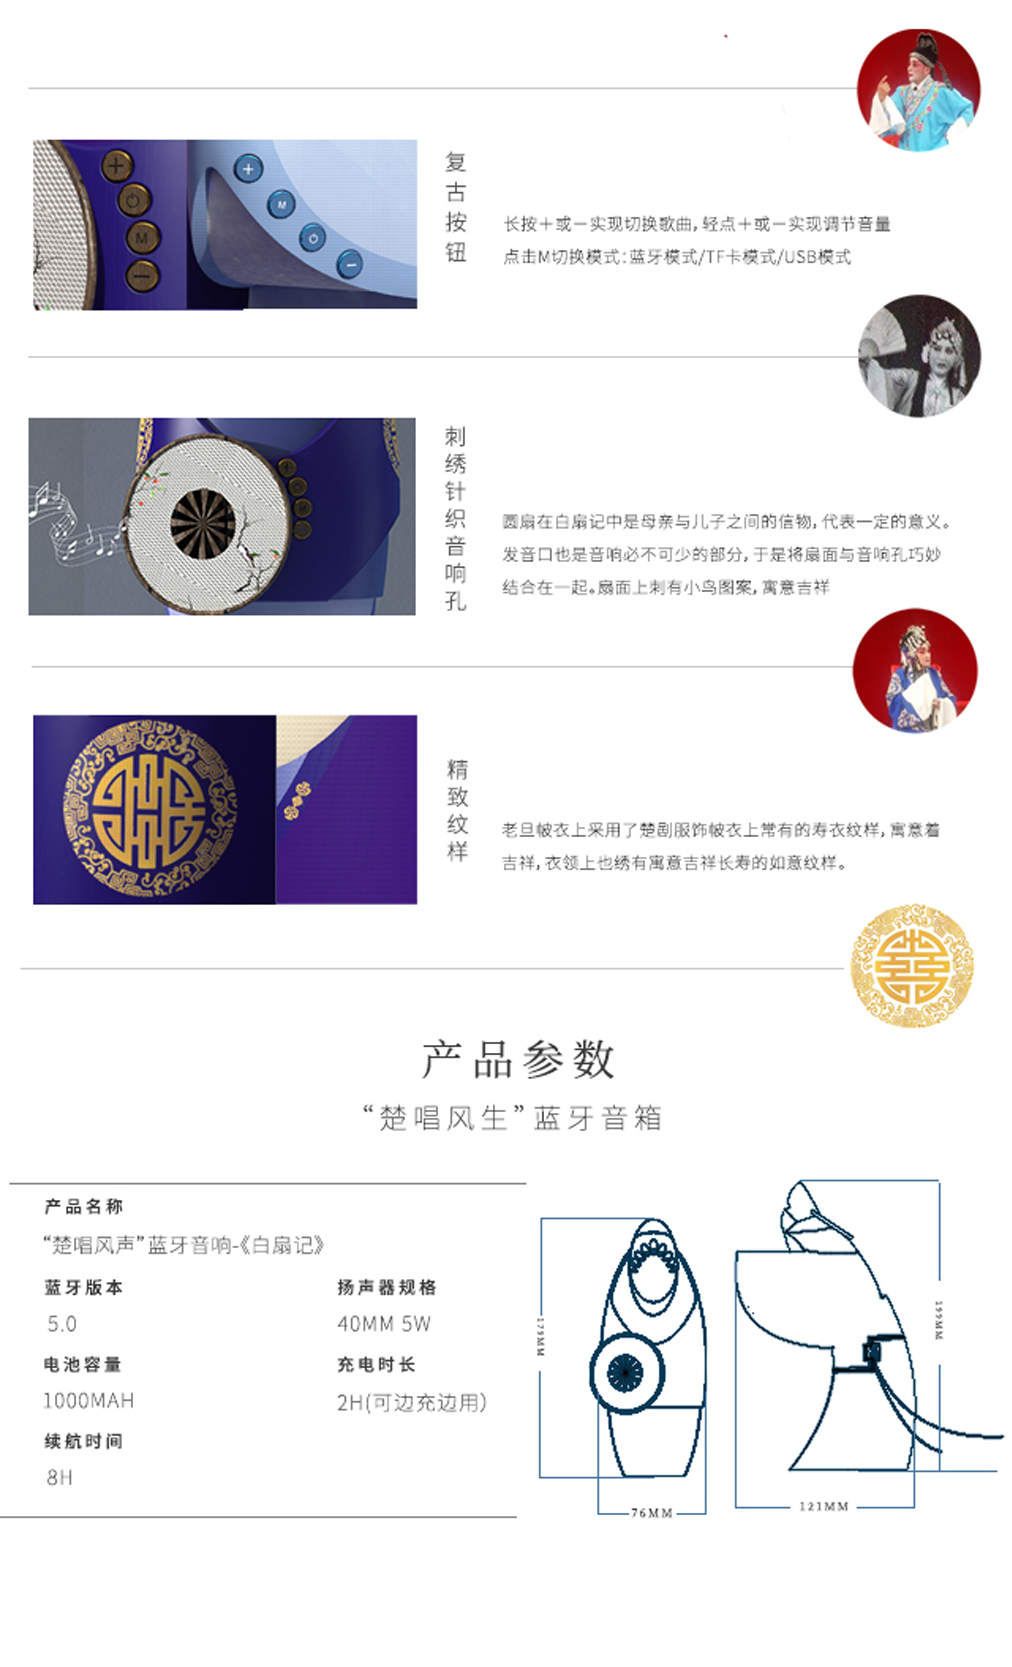 复古按钮
长按＋或－实现切换歌曲，轻点＋或－实现调节音量
点击M切换模式：蓝牙模式/TF卡模式/USB模式
刺绣针织音响孔
圆扇在白扇记中是母亲与儿子之间的信物，代表一定的意义。
发音口也是音响必不可少的部分，于是将扇面与音响孔巧妙
结合在一起。扇面上刺有小鸟图案，寓意吉祥
精致纹样
老旦帔衣上采用了楚剧服饰帔衣上常有的寿衣纹样，寓意着
吉祥，衣领上也绣有寓意吉祥长寿的如意纹样。
产品参数
“楚唱风生”蓝牙音箱
产品名称
“楚唱风声”蓝牙音响-《白扇记》
蓝牙版本
扬声器规格
5.0
40MM 5W
电池容量
充电时长
1000MAH
2H(可边充边用)
续航时间
8H
175MM
76MM
199MM
121MM
M
M